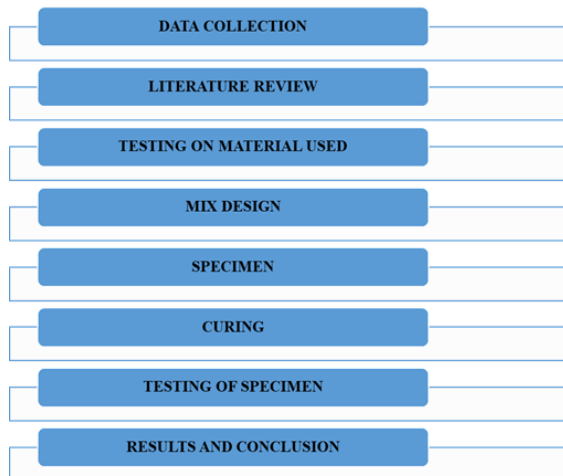 DATA COLLECTION
LITERATURE REVIEW
TESTING ON MATERIAL USED
MIX DESIGN
SPECIMEN
CURING
TESTING OF SPECIMEN
RESULTS AND CONCLUSION